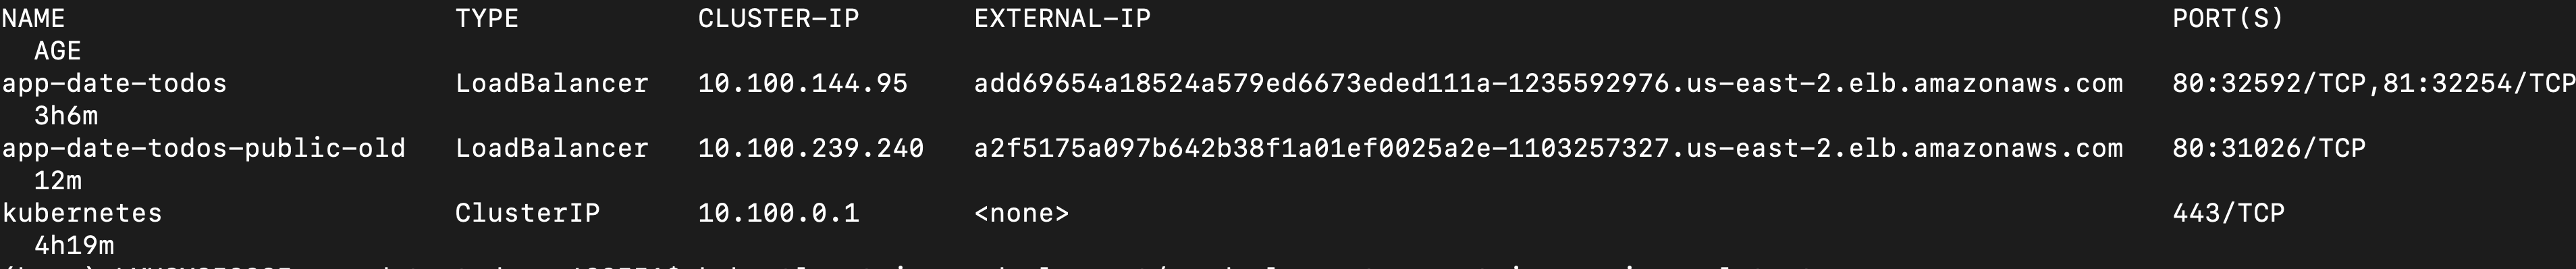 NAME TYPE CLUSTER-IP EXTERNAL-IP PORT(S)
AGE
app-date-todos LoadBalancer 10.100.144.95 add69654a18524a579ed6673eded111a-1235592976.us-east-2.elb.amazonaws.com 80:32592/TCP,81:32254/TCP
3h6m
app-date-todos-public-old LoadBalancer 10.100.239.240 a2f5175a097b642b38f1a01ef0025a2e-1103257327.us-east-2.elb.amazonaws.com 80:31026/TCP
12m
kubernetes ClusterIP 10.100.0.1 <none> 443/TCP
4h19m